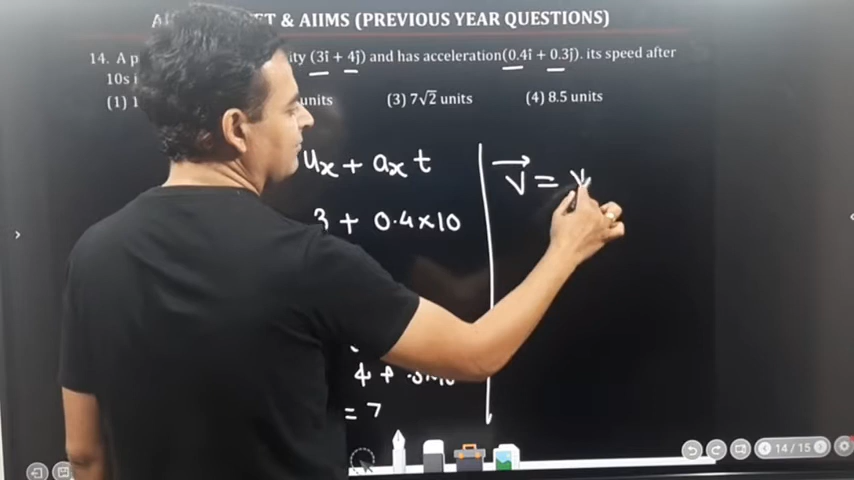 ET & AIIMS (PREVIOUS YEAR QUESTIONS)
14. A p ity (3î + 4ĵ) and has acceleration(0.4î + 0.3ĵ). its speed after
10s i
(1) 1 units (3) 7√2 units (4) 8.5 units
uₓ + aₓ t
3 + 0.4×10
= 7
v⃗ = v
14 / 15